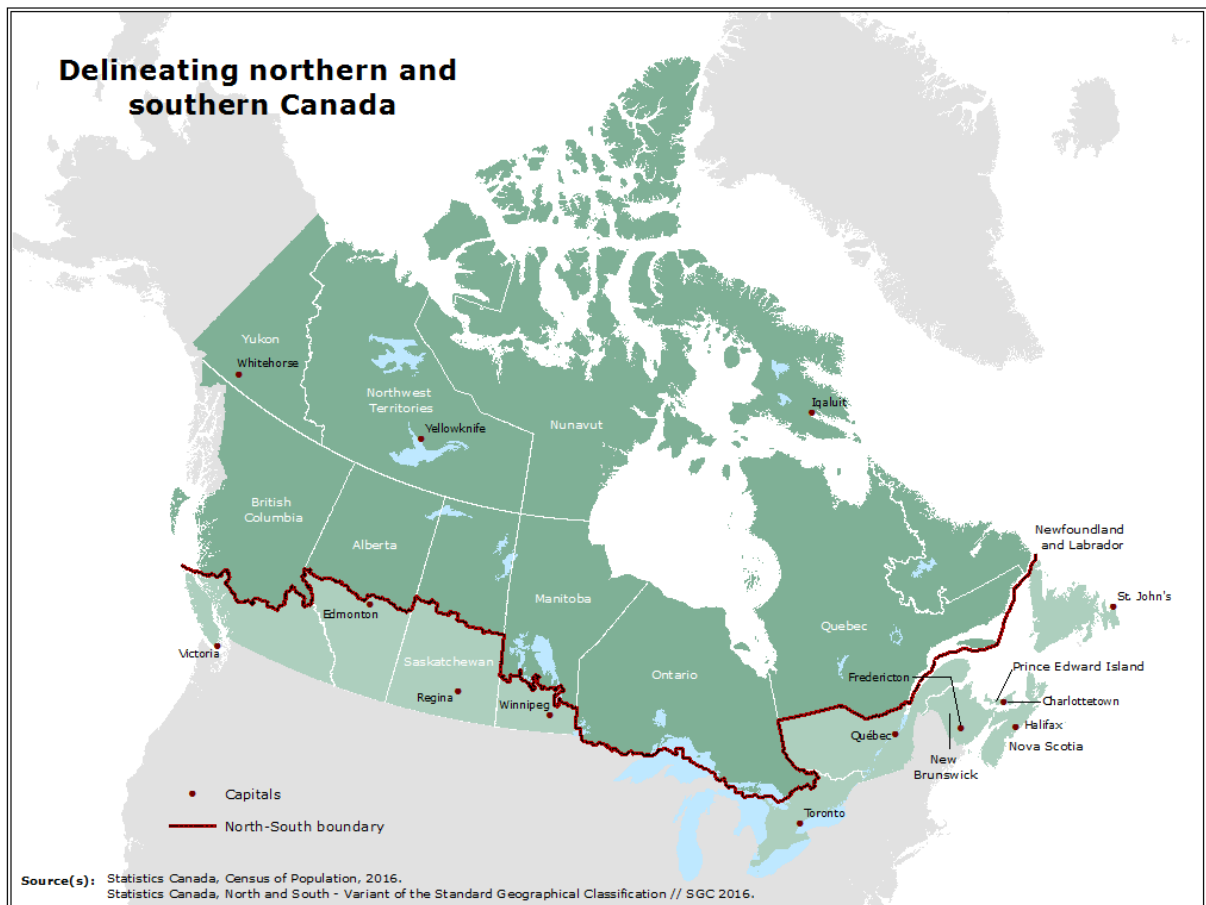 Delineating northern and
southern Canada
Yukon
Whitehorse
Northwest
Territories
Yellowknife
Nunavut
Iqaluit
British
Columbia
Alberta
Newfoundland
and Labrador
Manitoba
Edmonton
St. John's
Quebec
Victoria
Saskatchewan
Prince Edward Island
Ontario
Fredericton
Regina
Winnipeg
Charlottetown
Halifax
Québec
Nova Scotia
New
Brunswick
Capitals
Toronto
North-South boundary
Source(s): Statistics Canada, Census of Population, 2016.
Statistics Canada, North and South - Variant of the Standard Geographical Classification // SGC 2016.